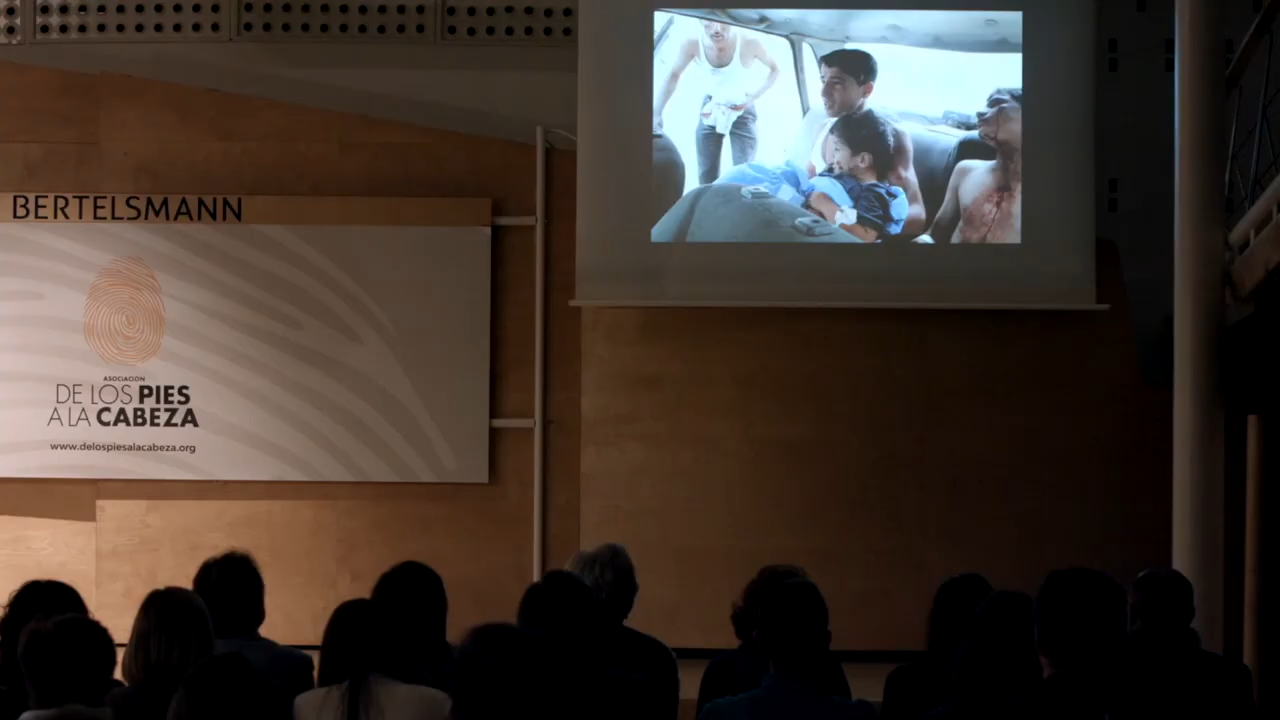 BERTELSMANN
ASOCIACIÓN
DE LOS PIES
A LA CABEZA
www.delospiesalacabeza.org